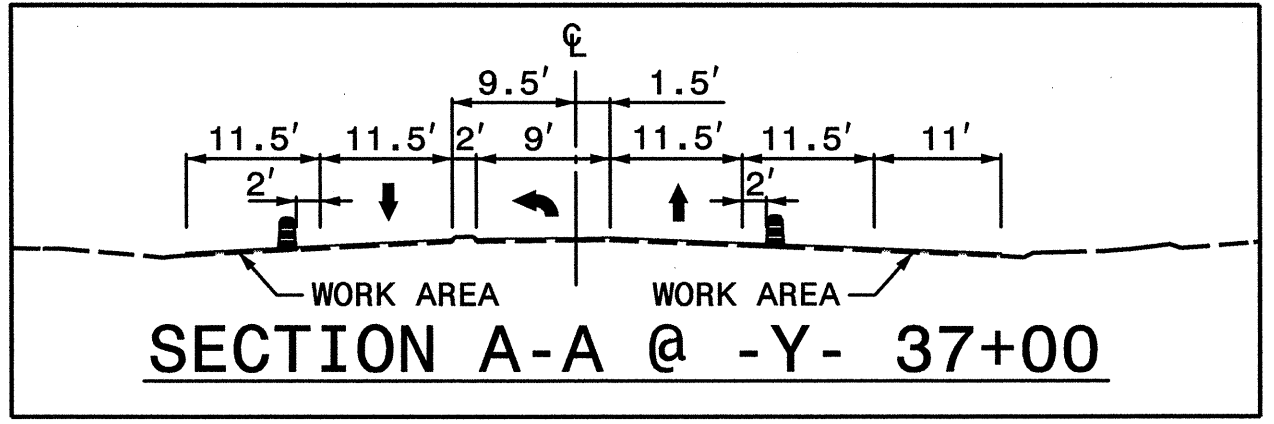 ℄
9.5' 1.5'
11.5' 11.5' 2' 9' 11.5' 11.5' 11'
2' 2'
WORK AREA WORK AREA
SECTION A-A @ -Y- 37+00